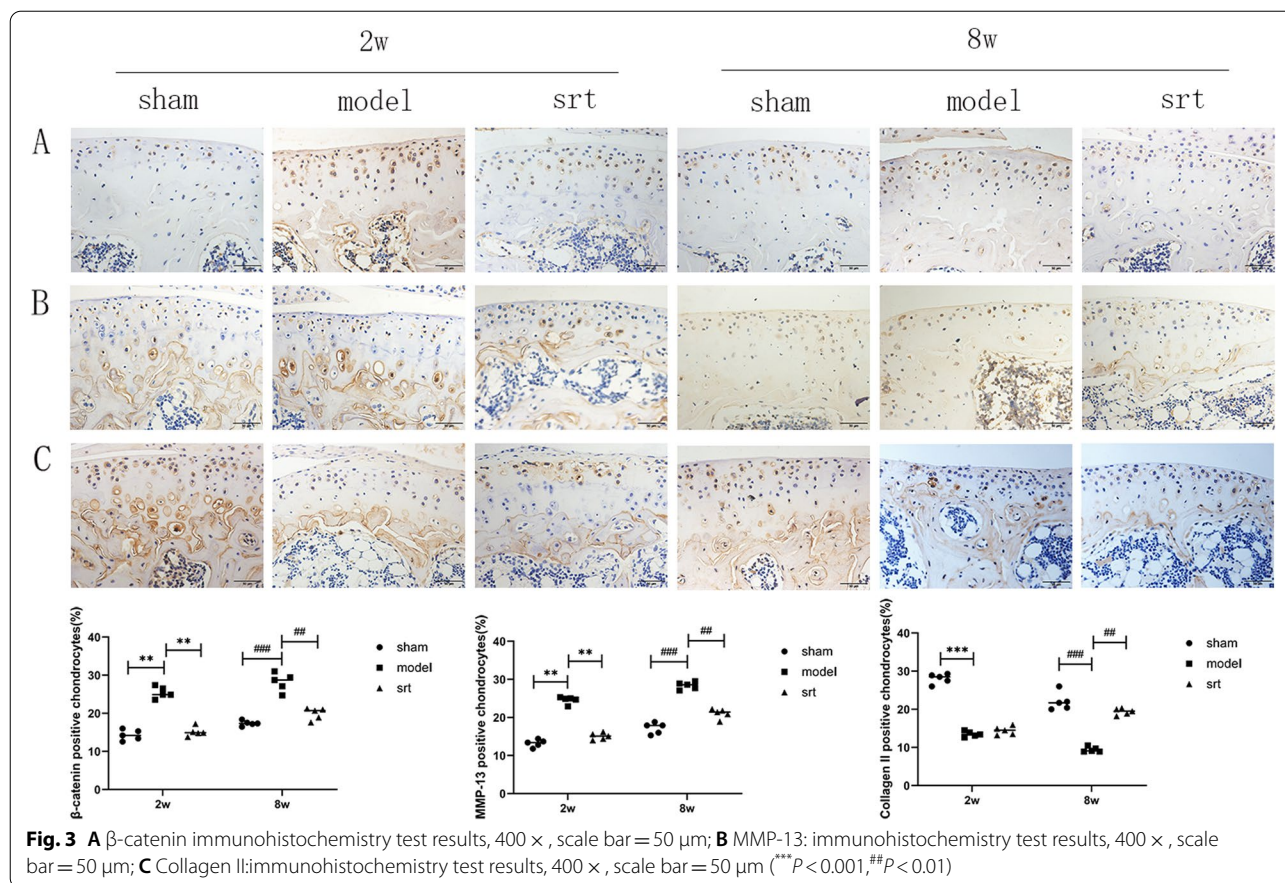 2w 8w
sham model srt sham model srt
A
B
C
β-catenin positive chondrocytes(%)
40
30
20
10
0
** ** ### ##
2w 8w
sham
model
srt
MMP-13 positive chondrocytes(%)
40
30
20
10
0
** ** ### ##
2w 8w
sham
model
srt
Collagen II positive chondrocytes(%)
40
30
20
10
0
*** ### ##
2w 8w
sham
model
srt
Fig. 3 A β-catenin immunohistochemistry test results, 400 ×, scale bar = 50 μm; B MMP-13: immunohistochemistry test results, 400 ×, scale
bar = 50 μm; C Collagen II:immunohistochemistry test results, 400 ×, scale bar = 50 μm (***P < 0.001,##P < 0.01)